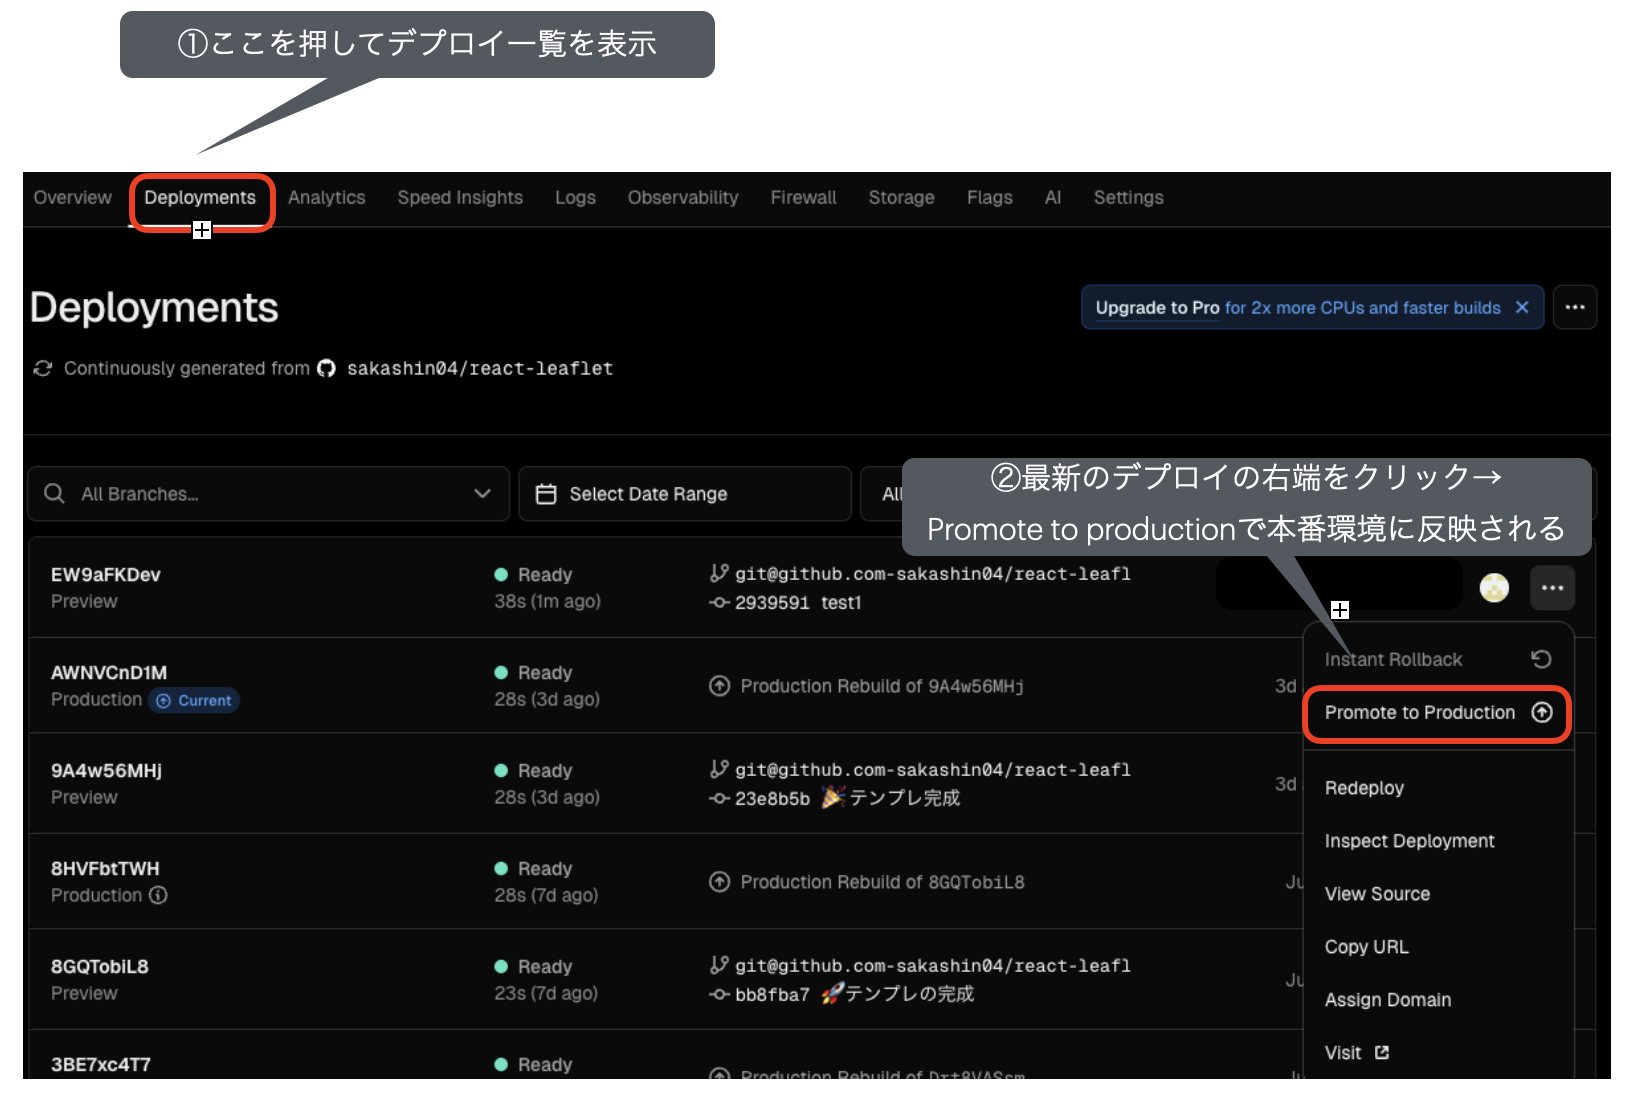 ①ここを押してデプロイ一覧を表示
Overview Deployments Analytics Speed Insights Logs Observability Firewall Storage Flags AI Settings
Deployments
Upgrade to Pro for 2x more CPUs and faster builds
Continuously generated from sakashin04/react-leaflet
②最新のデプロイの右端をクリック→
Promote to productionで本番環境に反映される
All Branches...
Select Date Range
All
EW9aFKDev
Preview
Ready
38s (1m ago)
git@github.com-sakashin04/react-leafl
2939591 test1
Instant Rollback
Promote to Production
Redeploy
Inspect Deployment
View Source
Copy URL
Assign Domain
Visit
AWNVCnD1M
Production Current
Ready
28s (3d ago)
Production Rebuild of 9A4w56MHj
3d
9A4w56MHj
Preview
Ready
28s (3d ago)
git@github.com-sakashin04/react-leafl
23e8b5b 🎉テンプレ完成
3d
8HVFbtTWH
Production
Ready
28s (7d ago)
Production Rebuild of 8GQTobiL8
8GQTobiL8
Preview
Ready
23s (7d ago)
git@github.com-sakashin04/react-leafl
bb8fba7 🚀テンプレの完成
3BE7xc4T7
Ready
Production Rebuild of Drt8VASsm